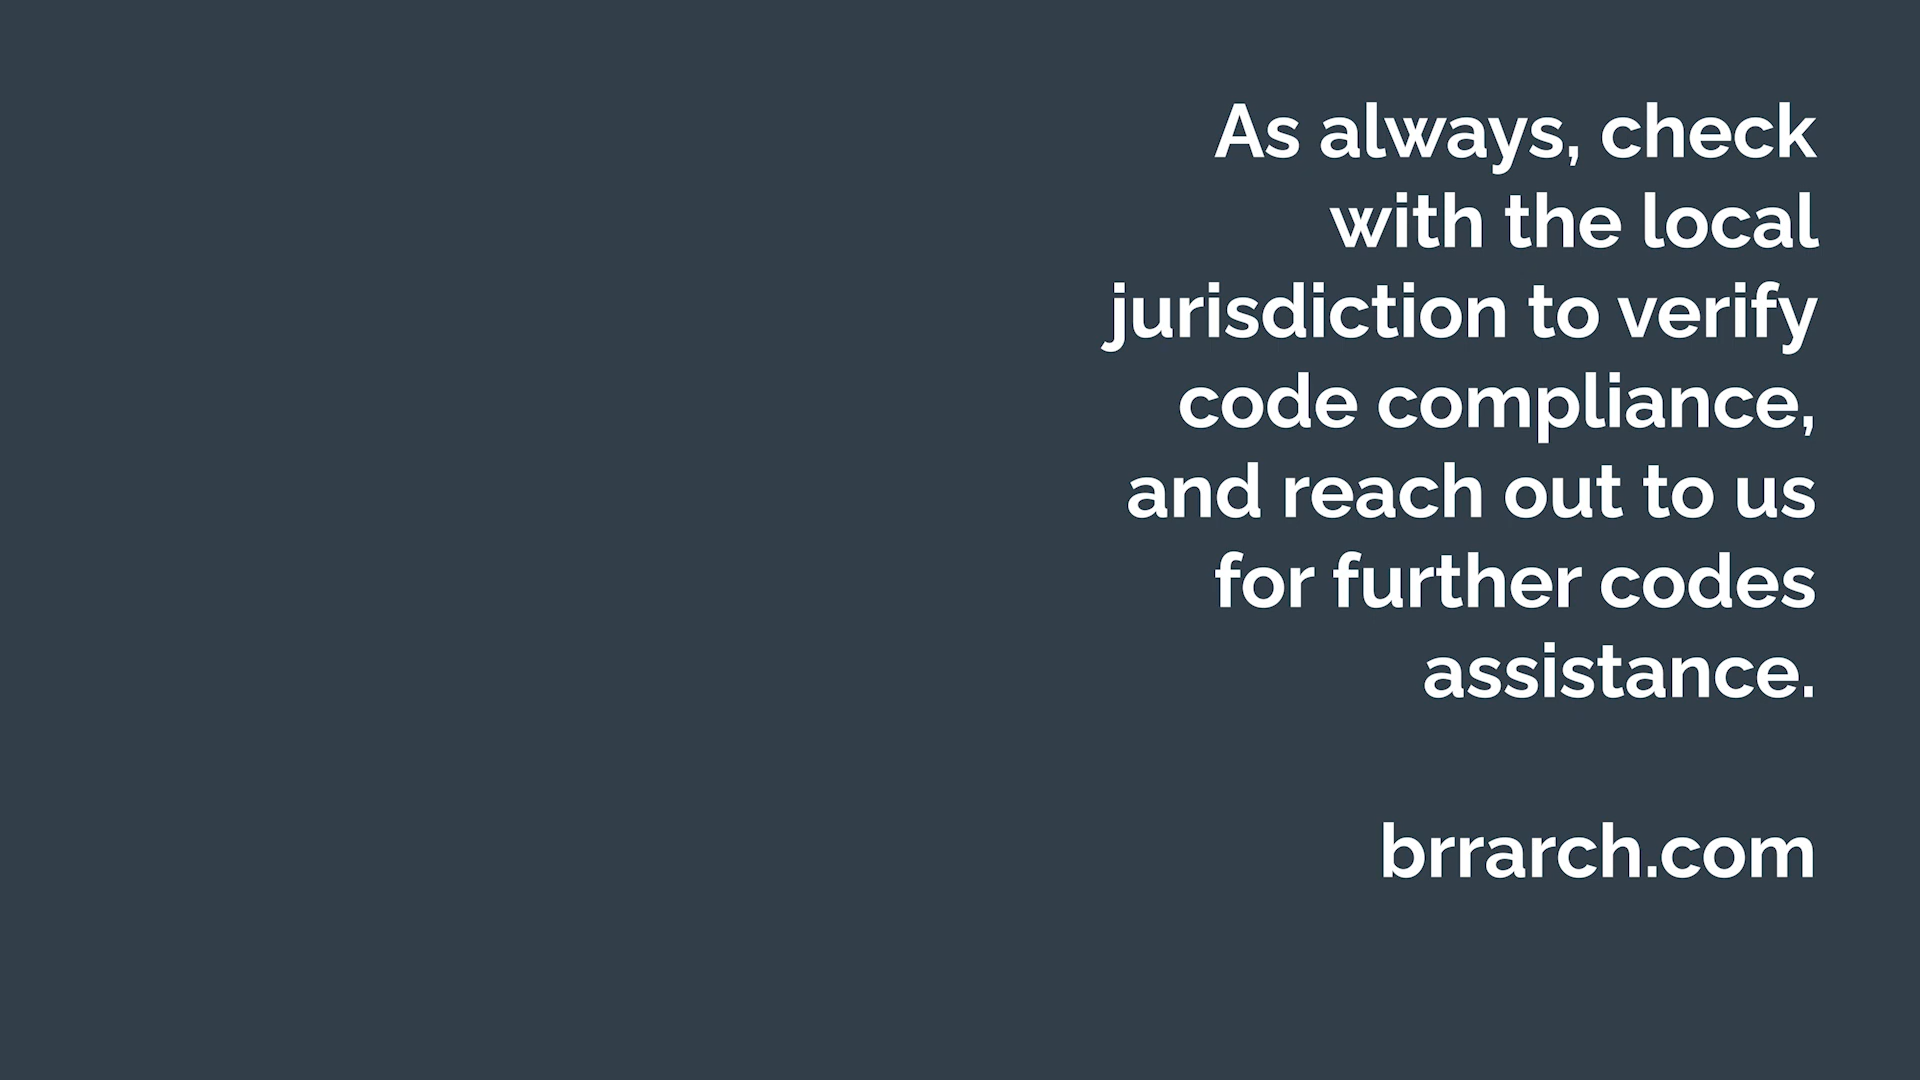 As always, check
with the local
jurisdiction to verify
code compliance,
and reach out to us
for further codes
assistance.
brrarch.com